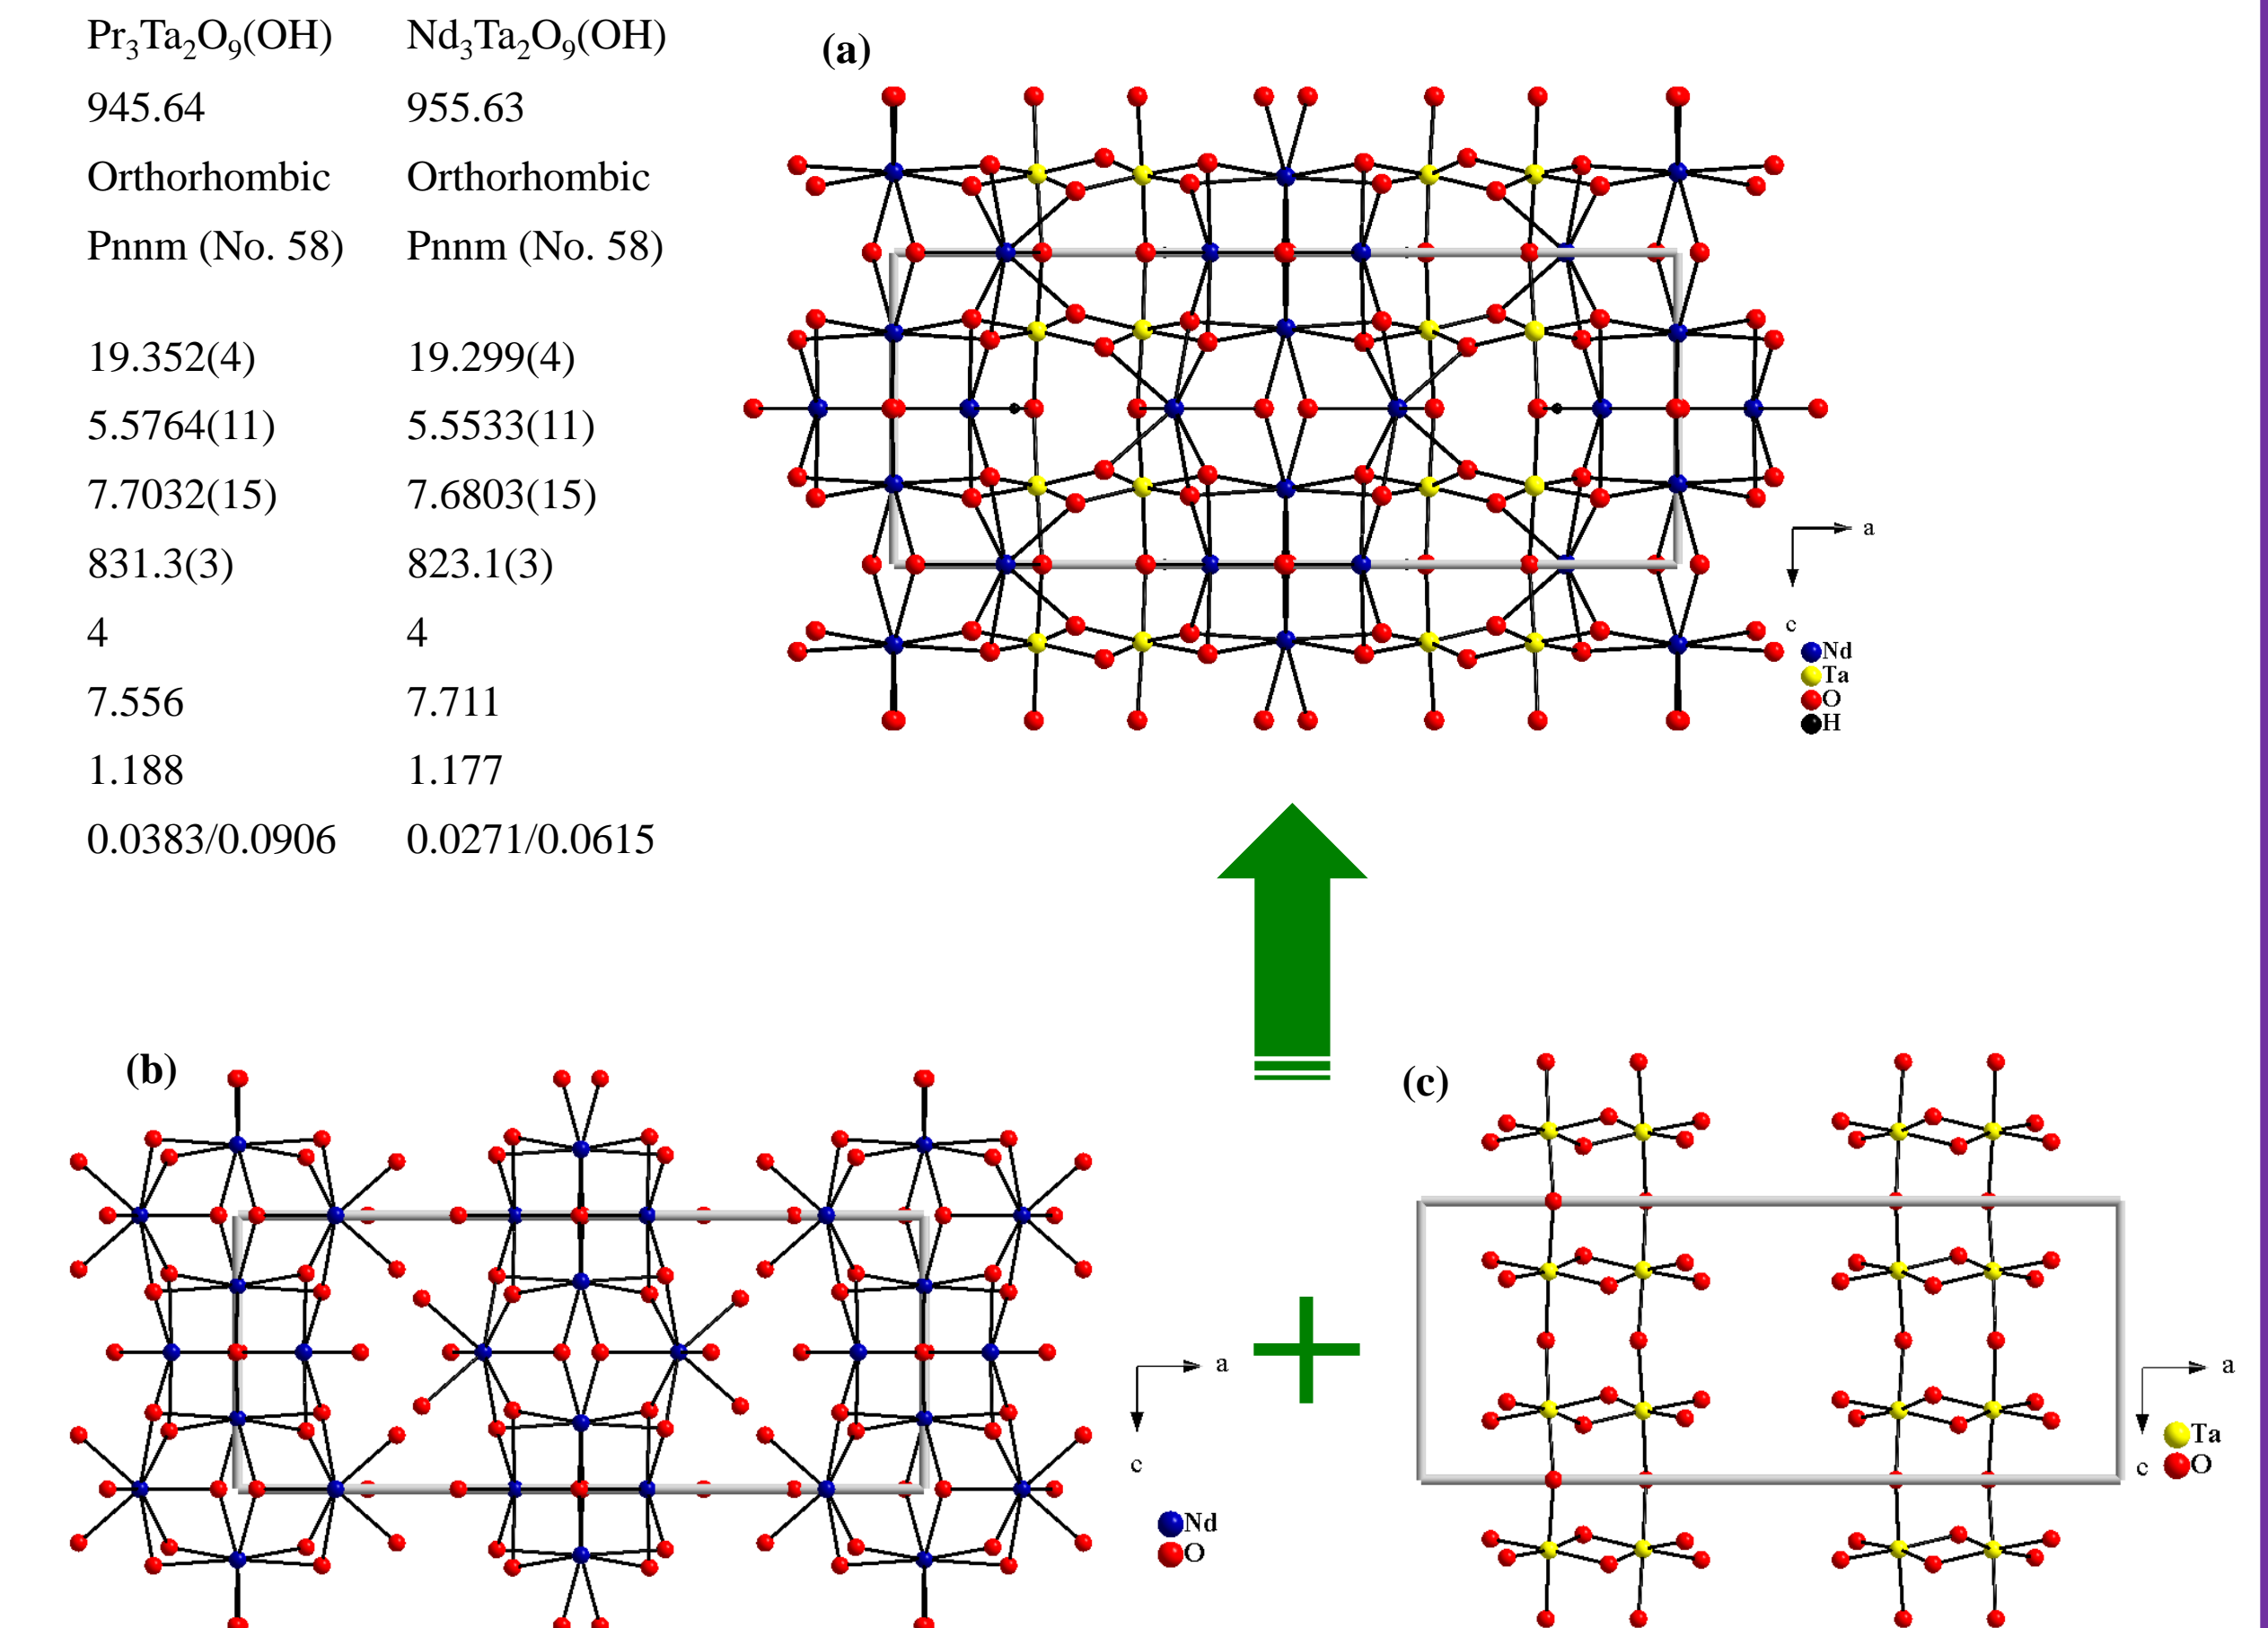 Pr₃Ta₂O₉(OH) Nd₃Ta₂O₉(OH)
945.64 955.63
Orthorhombic Orthorhombic
Pnnm (No. 58) Pnnm (No. 58)
19.352(4) 19.299(4)
5.5764(11) 5.5533(11)
7.7032(15) 7.6803(15)
831.3(3) 823.1(3)
4 4
7.556 7.711
1.188 1.177
0.0383/0.0906 0.0271/0.0615
(a)
a
c
Nd
Ta
O
H
(b)
a
c
Nd
O
(c)
a
c
Ta
O